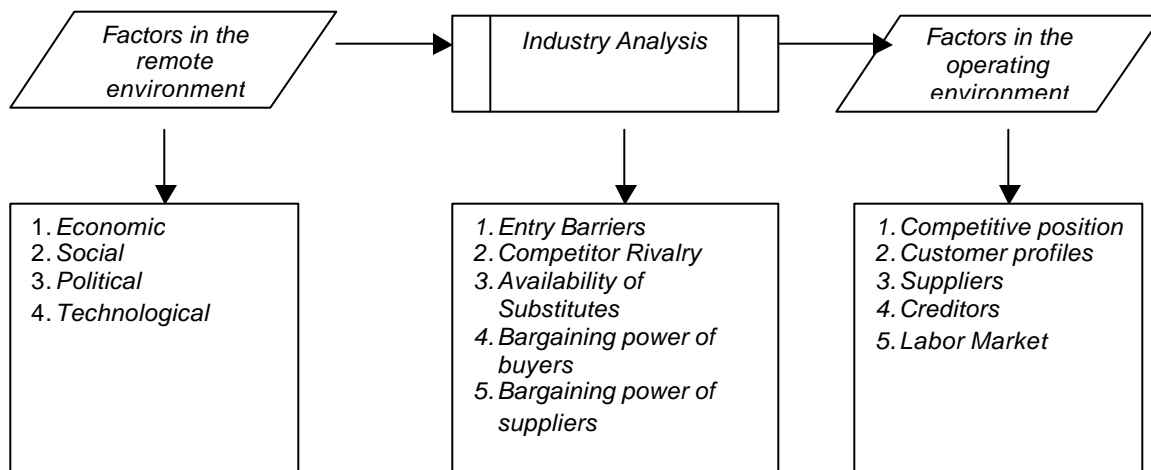 Factors in the
remote
environment
Industry Analysis
Factors in the
operating
environment
1. Economic
2. Social
3. Political
4. Technological
1. Entry Barriers
2. Competitor Rivalry
3. Availability of
Substitutes
4. Bargaining power of
buyers
5. Bargaining power of
suppliers
1. Competitive position
2. Customer profiles
3. Suppliers
4. Creditors
5. Labor Market